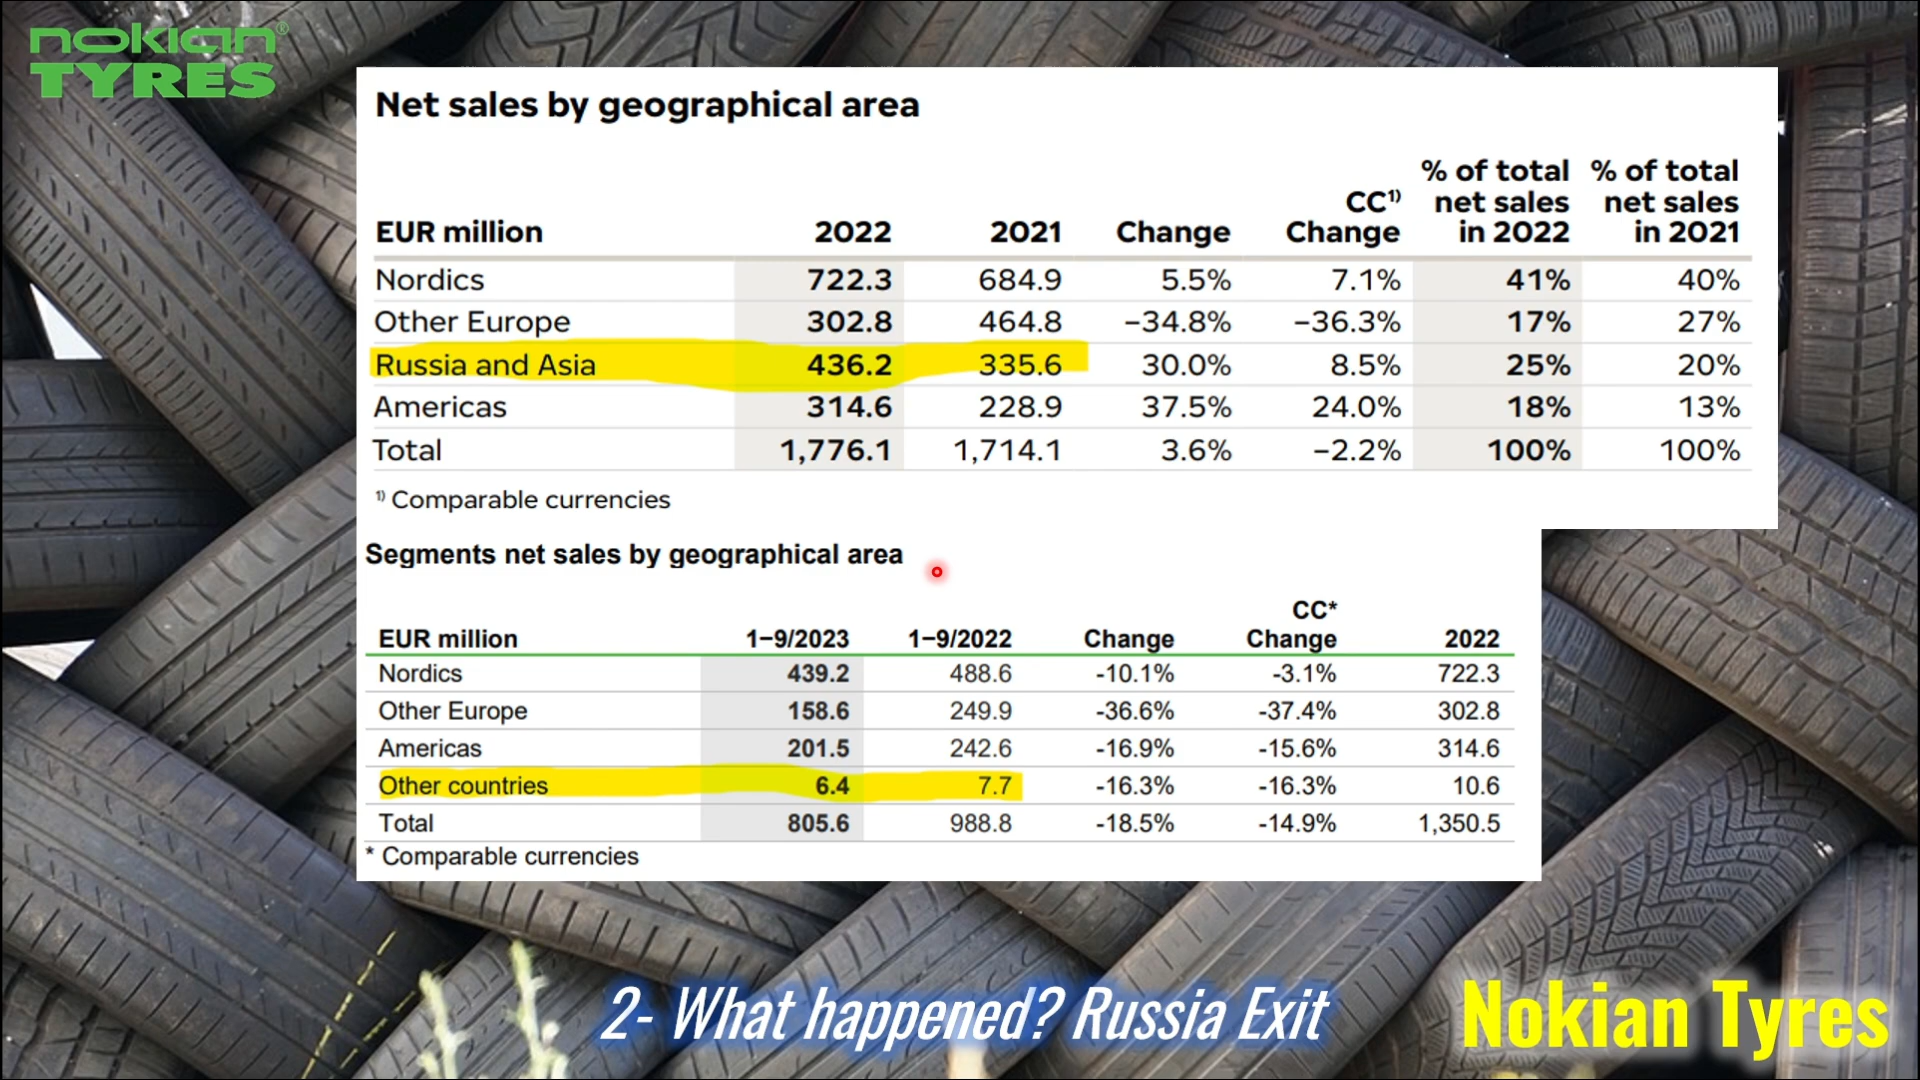 nokian®
TYRES
Net sales by geographical area
EUR million 2022 2021 Change CC¹⁾ Change % of total net sales in 2022 % of total net sales in 2021
Nordics 722.3 684.9 5.5% 7.1% 41% 40%
Other Europe 302.8 464.8 −34.8% −36.3% 17% 27%
Russia and Asia 436.2 335.6 30.0% 8.5% 25% 20%
Americas 314.6 228.9 37.5% 24.0% 18% 13%
Total 1,776.1 1,714.1 3.6% −2.2% 100% 100%
¹⁾ Comparable currencies
Segments net sales by geographical area
EUR million 1−9/2023 1−9/2022 Change CC* Change 2022
Nordics 439.2 488.6 -10.1% -3.1% 722.3
Other Europe 158.6 249.9 -36.6% -37.4% 302.8
Americas 201.5 242.6 -16.9% -15.6% 314.6
Other countries 6.4 7.7 -16.3% -16.3% 10.6
Total 805.6 988.8 -18.5% -14.9% 1,350.5
* Comparable currencies
2- What happened? Russia Exit
Nokian Tyres